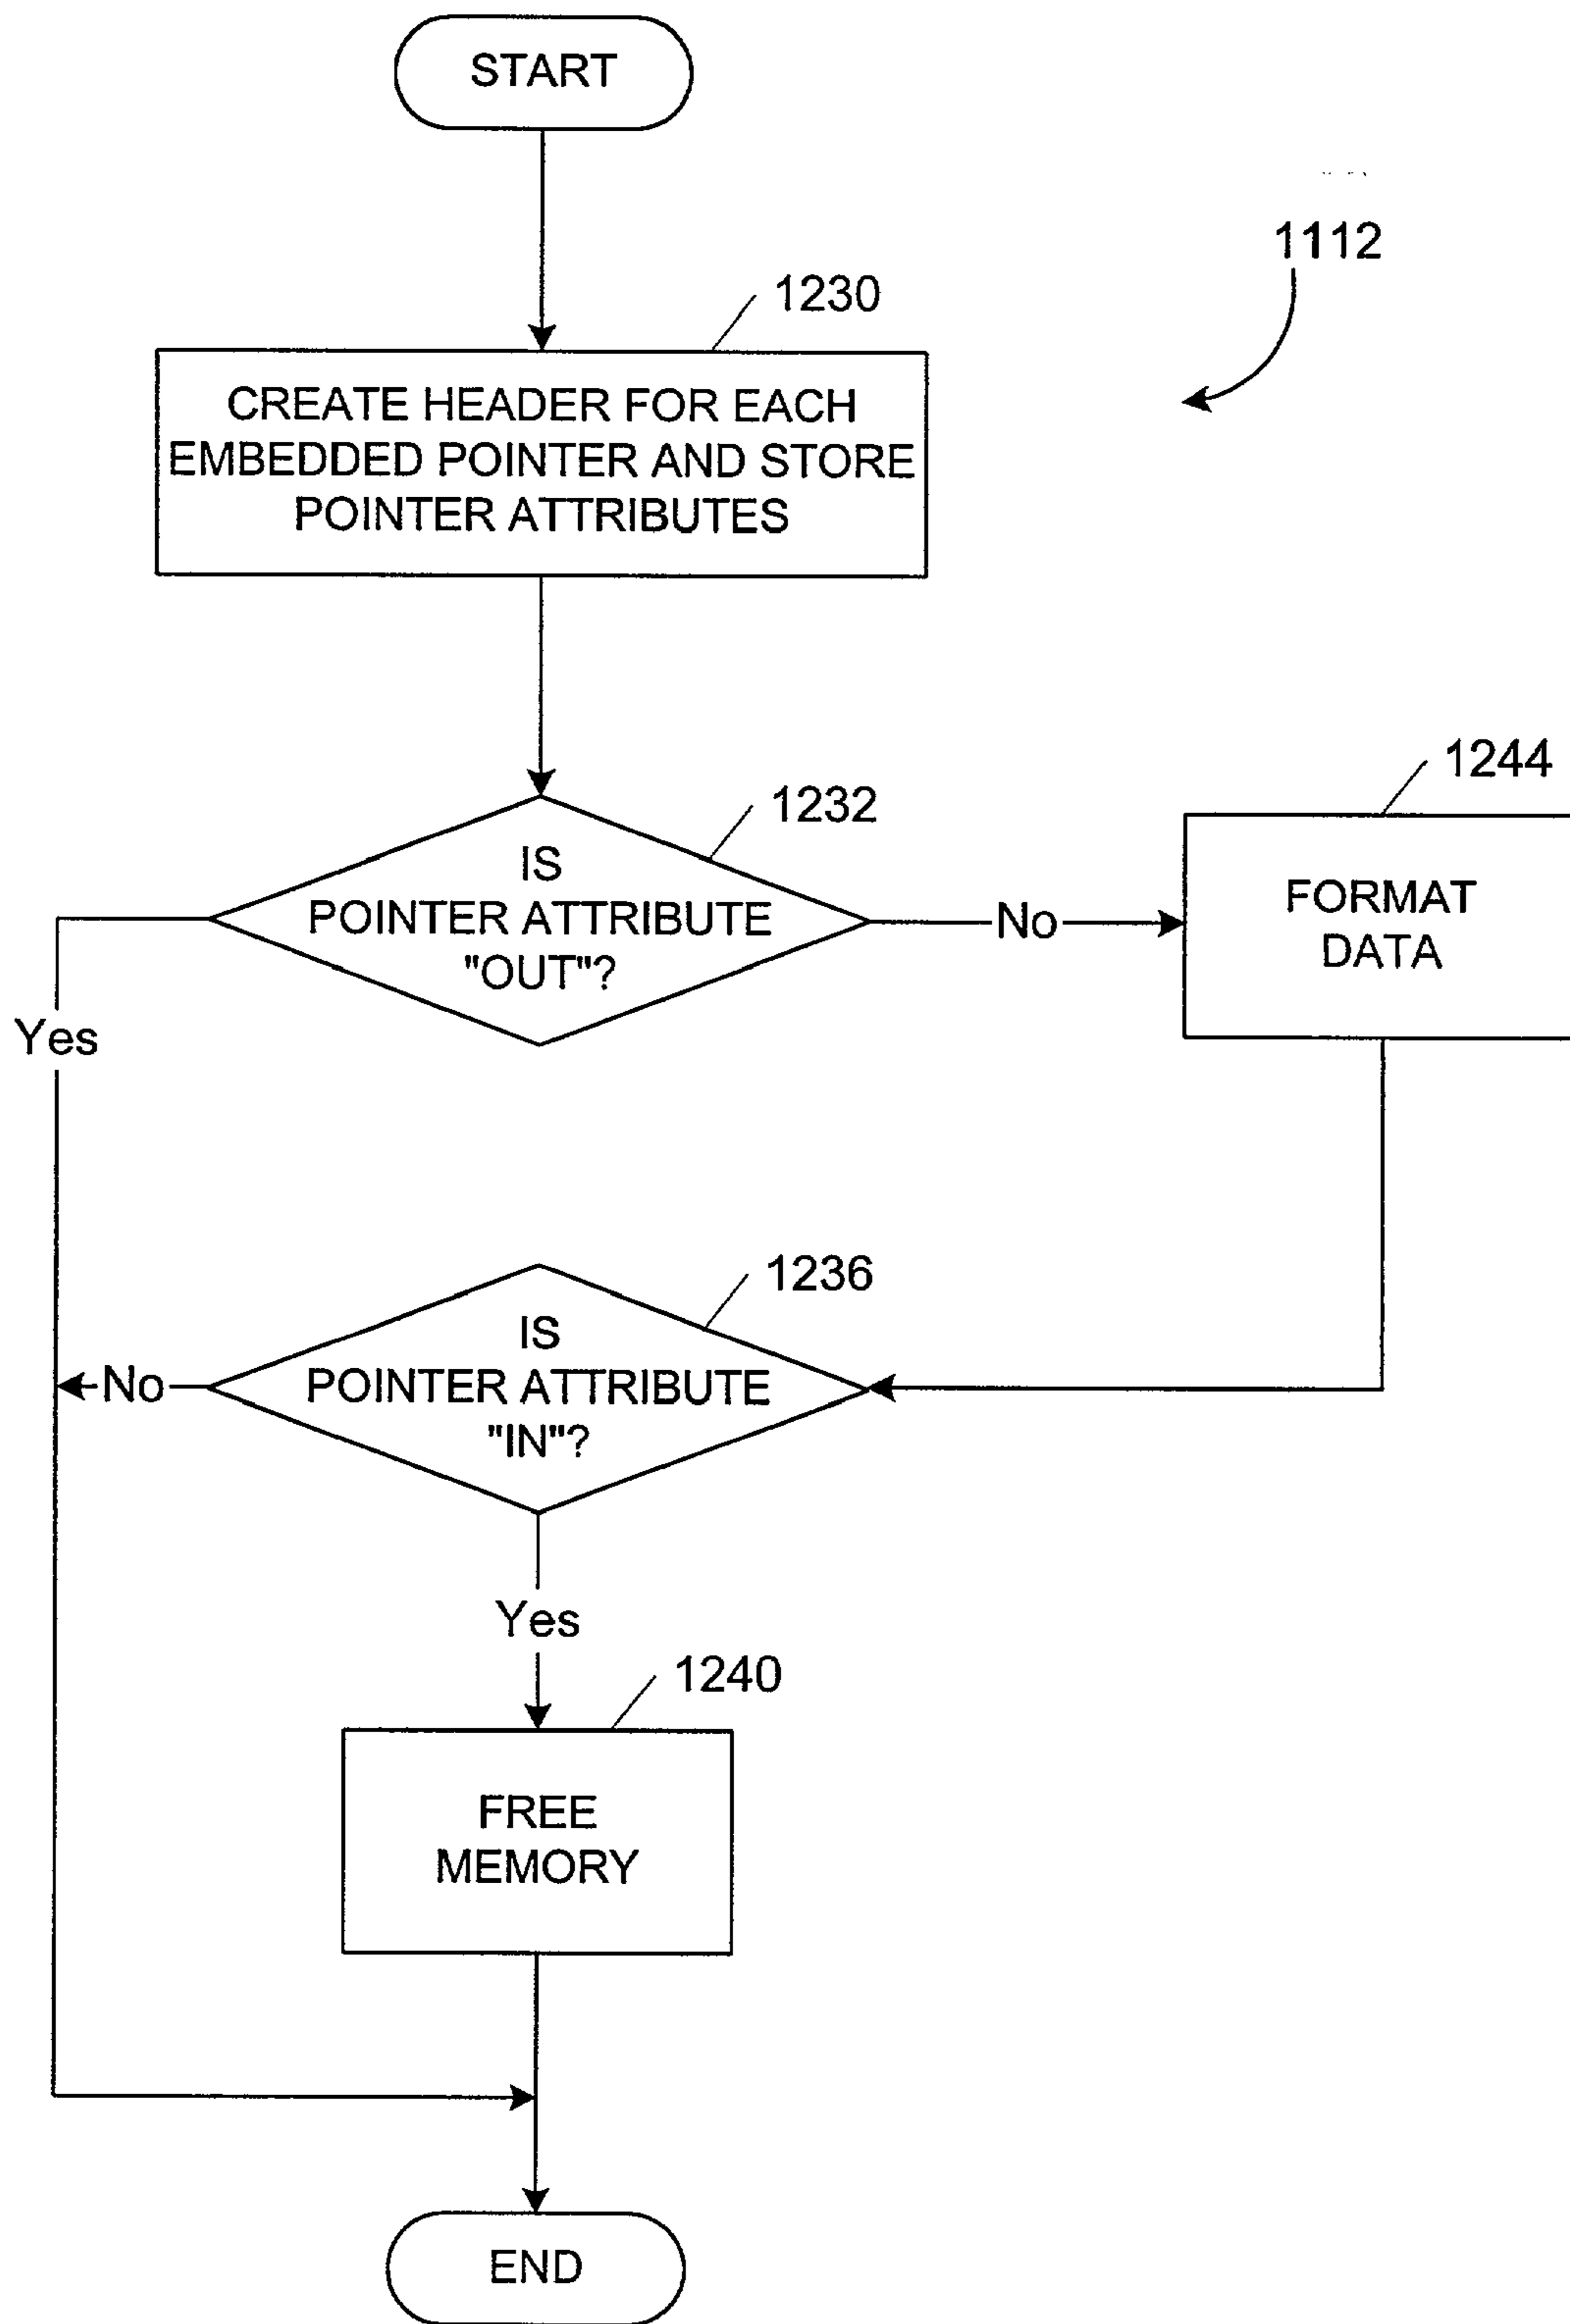 START
1112
1230
CREATE HEADER FOR EACH
EMBEDDED POINTER AND STORE
POINTER ATTRIBUTES
1232
IS
POINTER ATTRIBUTE
"OUT"?
No
1244
FORMAT
DATA
Yes
1236
IS
POINTER ATTRIBUTE
"IN"?
No
Yes
1240
FREE
MEMORY
END